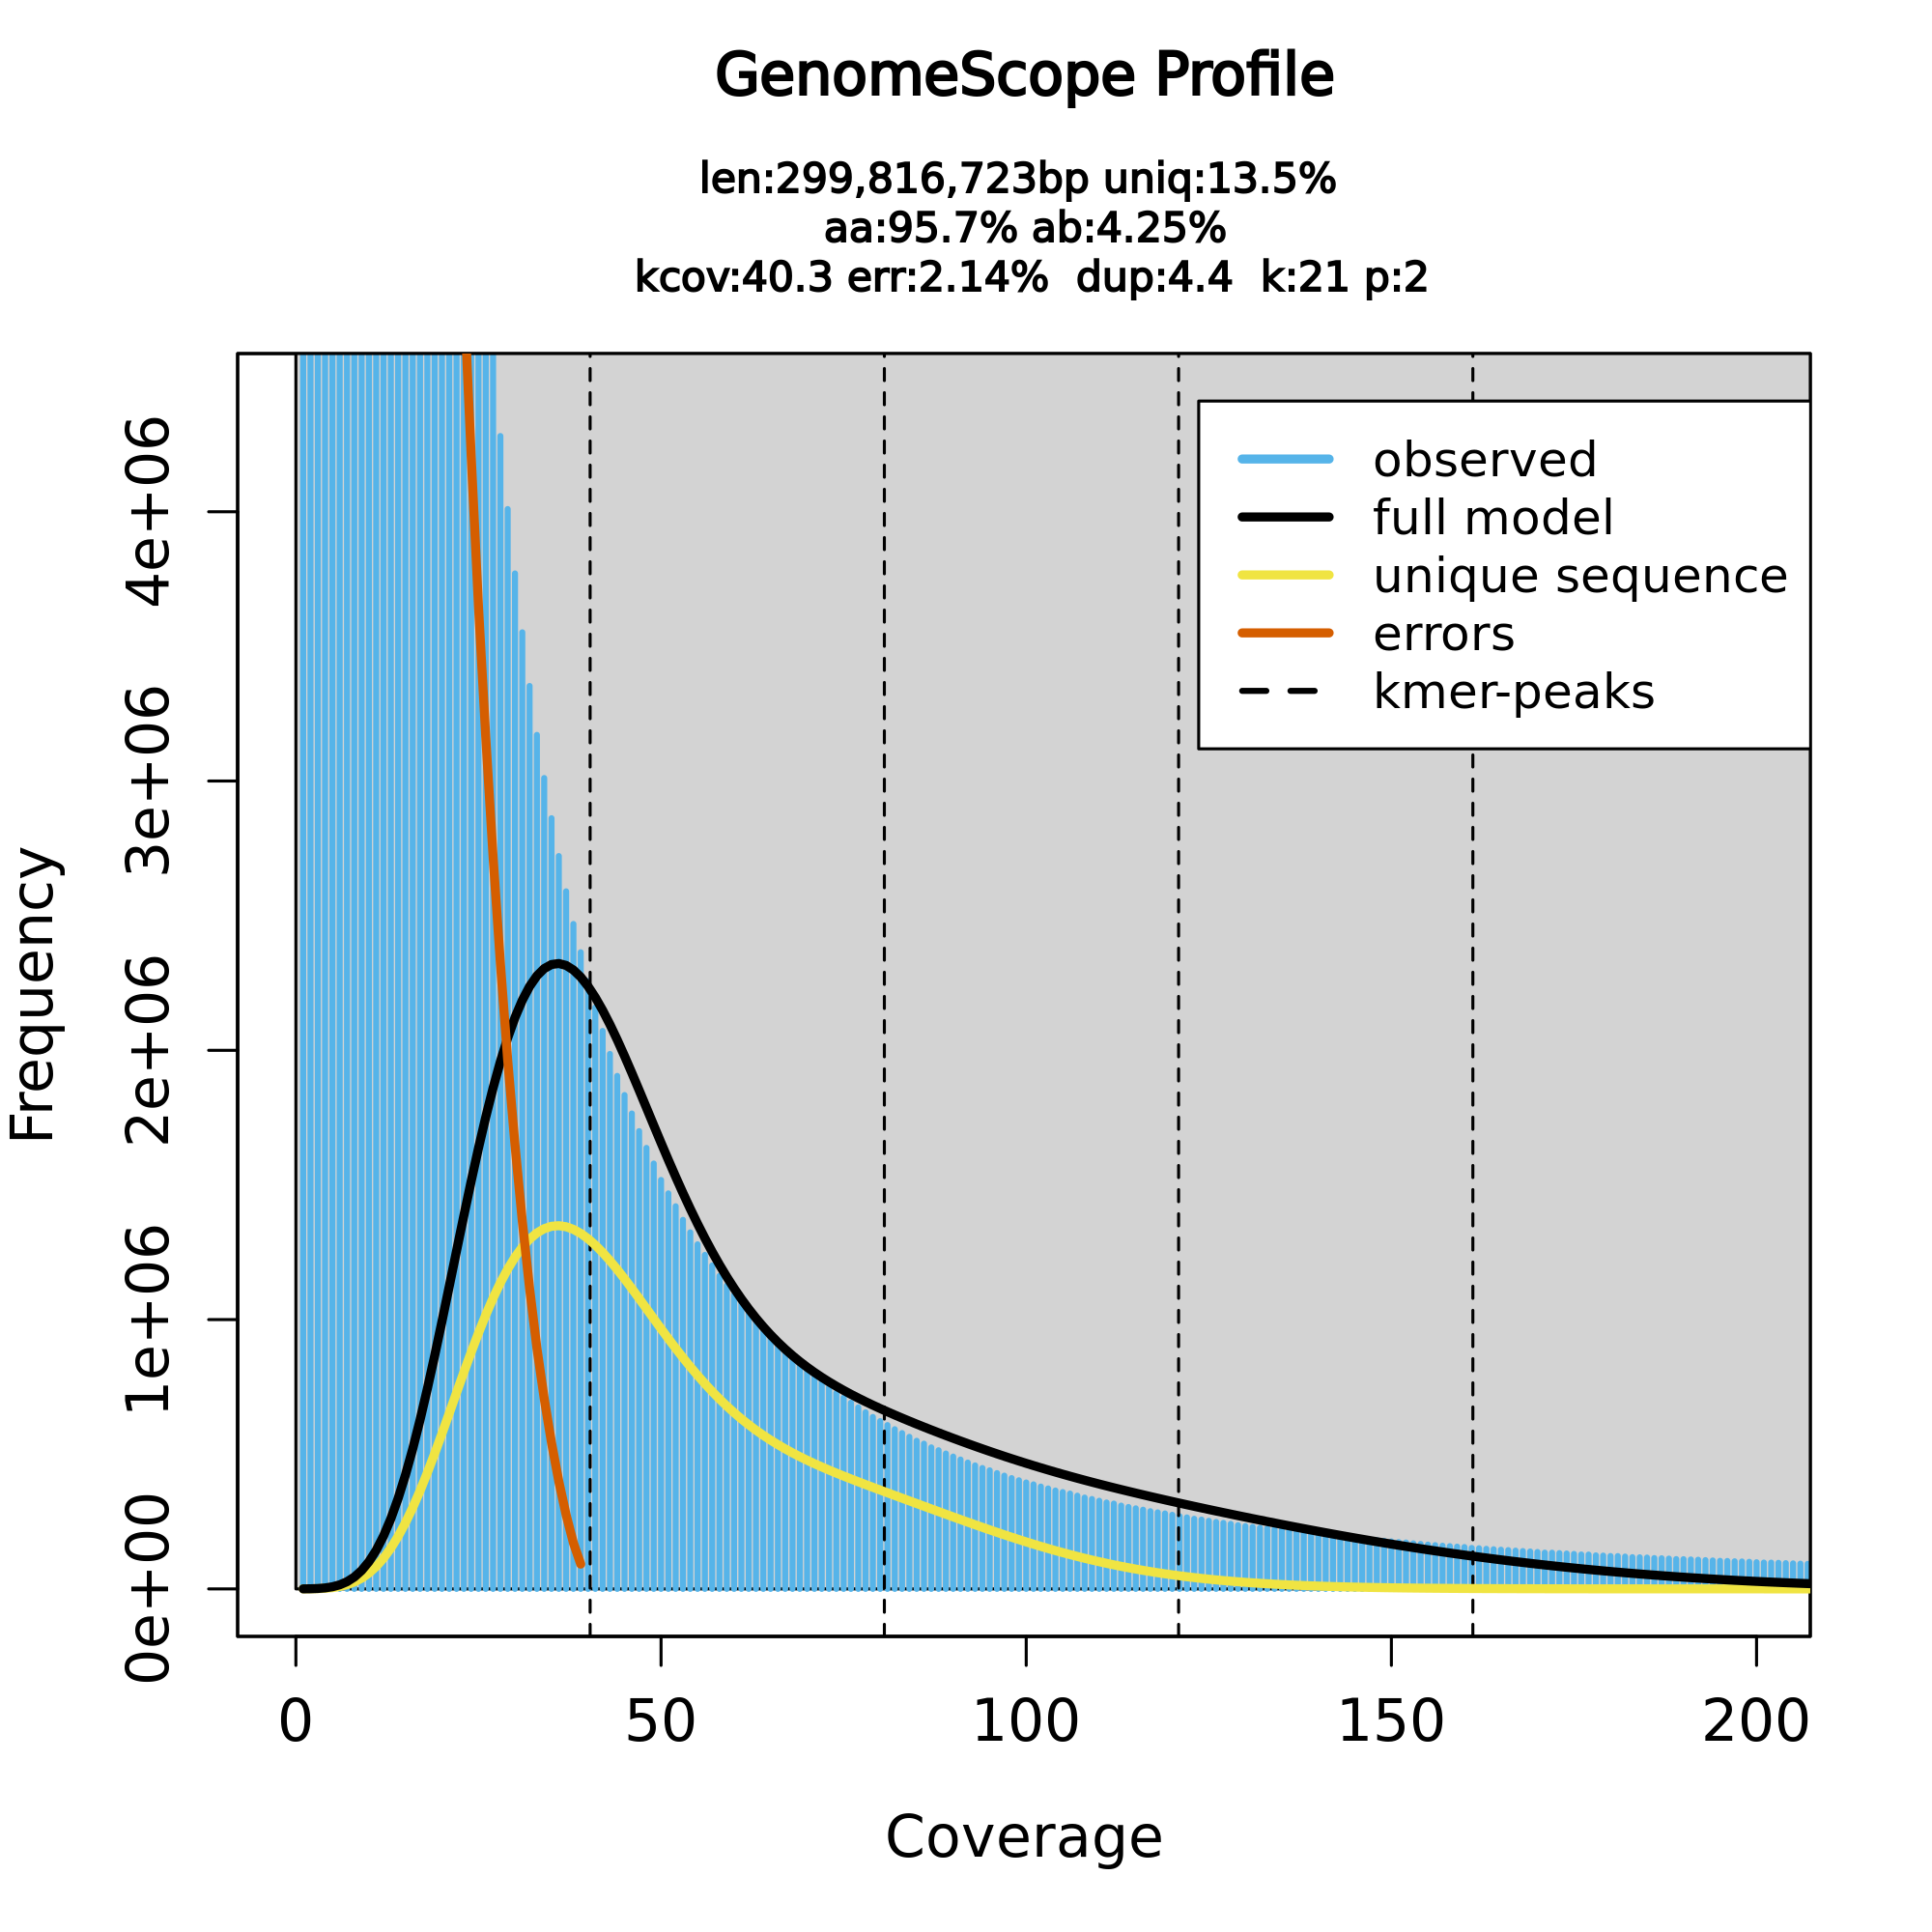 GenomeScope Profile
len:299,816,723bp uniq:13.5%
aa:95.7% ab:4.25%
kcov:40.3 err:2.14% dup:4.4 k:21 p:2
observed
full model
unique sequence
errors
kmer-peaks
Frequency
4e+06
3e+06
2e+06
1e+06
0e+00
0 50 100 150 200
Coverage